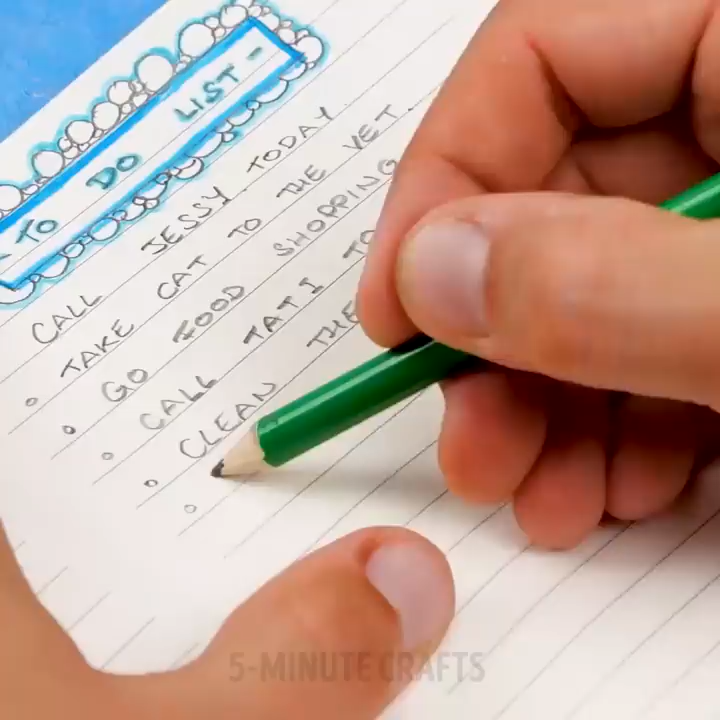 - TO DO LIST -
CALL JESSY TODAY
TAKE CAT TO THE VET.
GO FOOD SHOPPING
CALL TATI TO
CLEAN THE
5-MINUTE CRAFTS